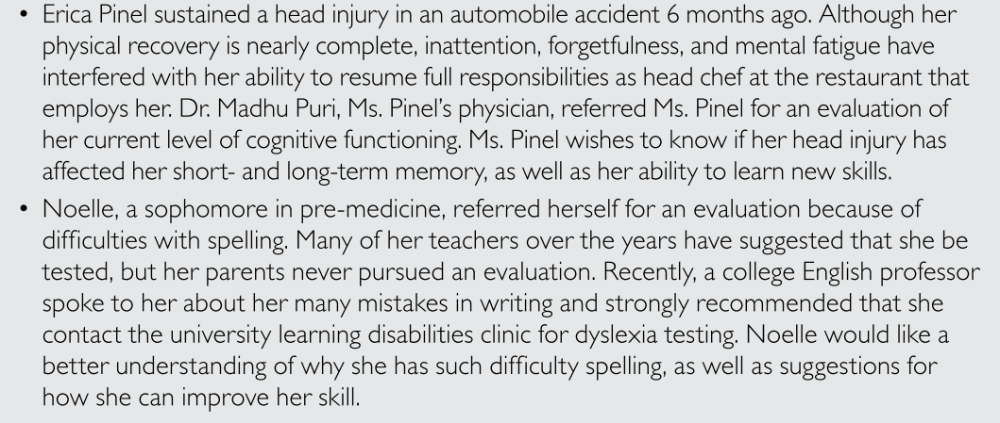 • Erica Pinel sustained a head injury in an automobile accident 6 months ago. Although her
physical recovery is nearly complete, inattention, forgetfulness, and mental fatigue have
interfered with her ability to resume full responsibilities as head chef at the restaurant that
employs her. Dr. Madhu Puri, Ms. Pinel’s physician, referred Ms. Pinel for an evaluation of
her current level of cognitive functioning. Ms. Pinel wishes to know if her head injury has
affected her short- and long-term memory, as well as her ability to learn new skills.
• Noelle, a sophomore in pre-medicine, referred herself for an evaluation because of
difficulties with spelling. Many of her teachers over the years have suggested that she be
tested, but her parents never pursued an evaluation. Recently, a college English professor
spoke to her about her many mistakes in writing and strongly recommended that she
contact the university learning disabilities clinic for dyslexia testing. Noelle would like a
better understanding of why she has such difficulty spelling, as well as suggestions for
how she can improve her skill.